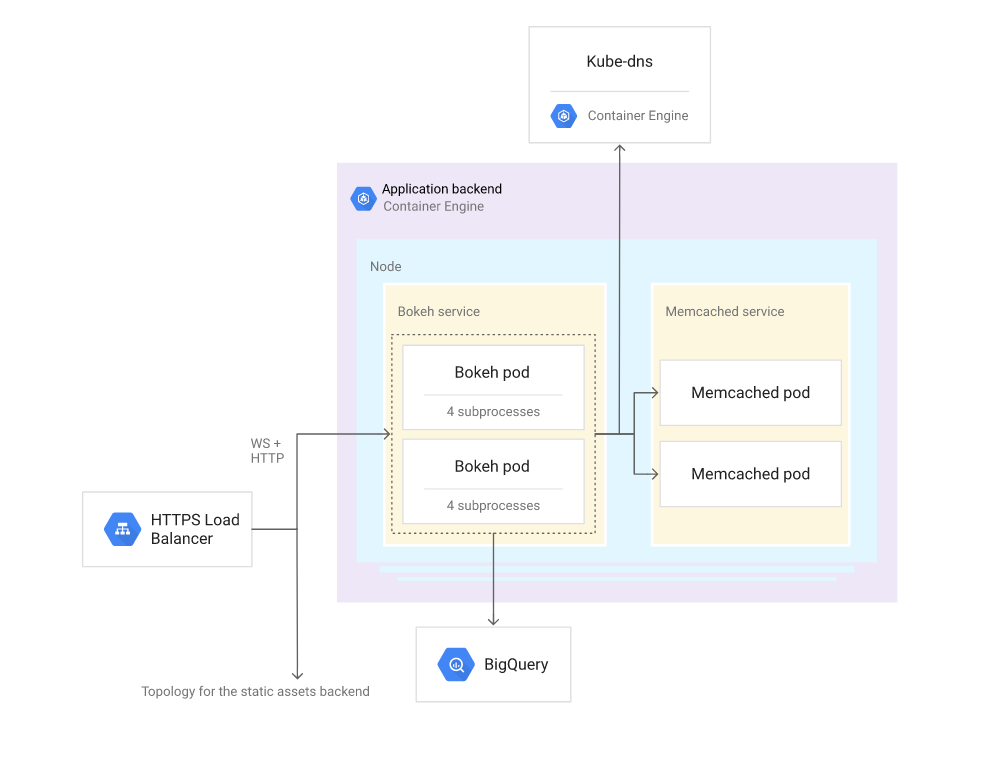 Kube-dns
Container Engine
Application backend
Container Engine
Node
Bokeh service
Memcached service
Bokeh pod
4 subprocesses
Memcached pod
Bokeh pod
4 subprocesses
Memcached pod
WS +
HTTP
HTTPS Load
Balancer
BigQuery
Topology for the static assets backend